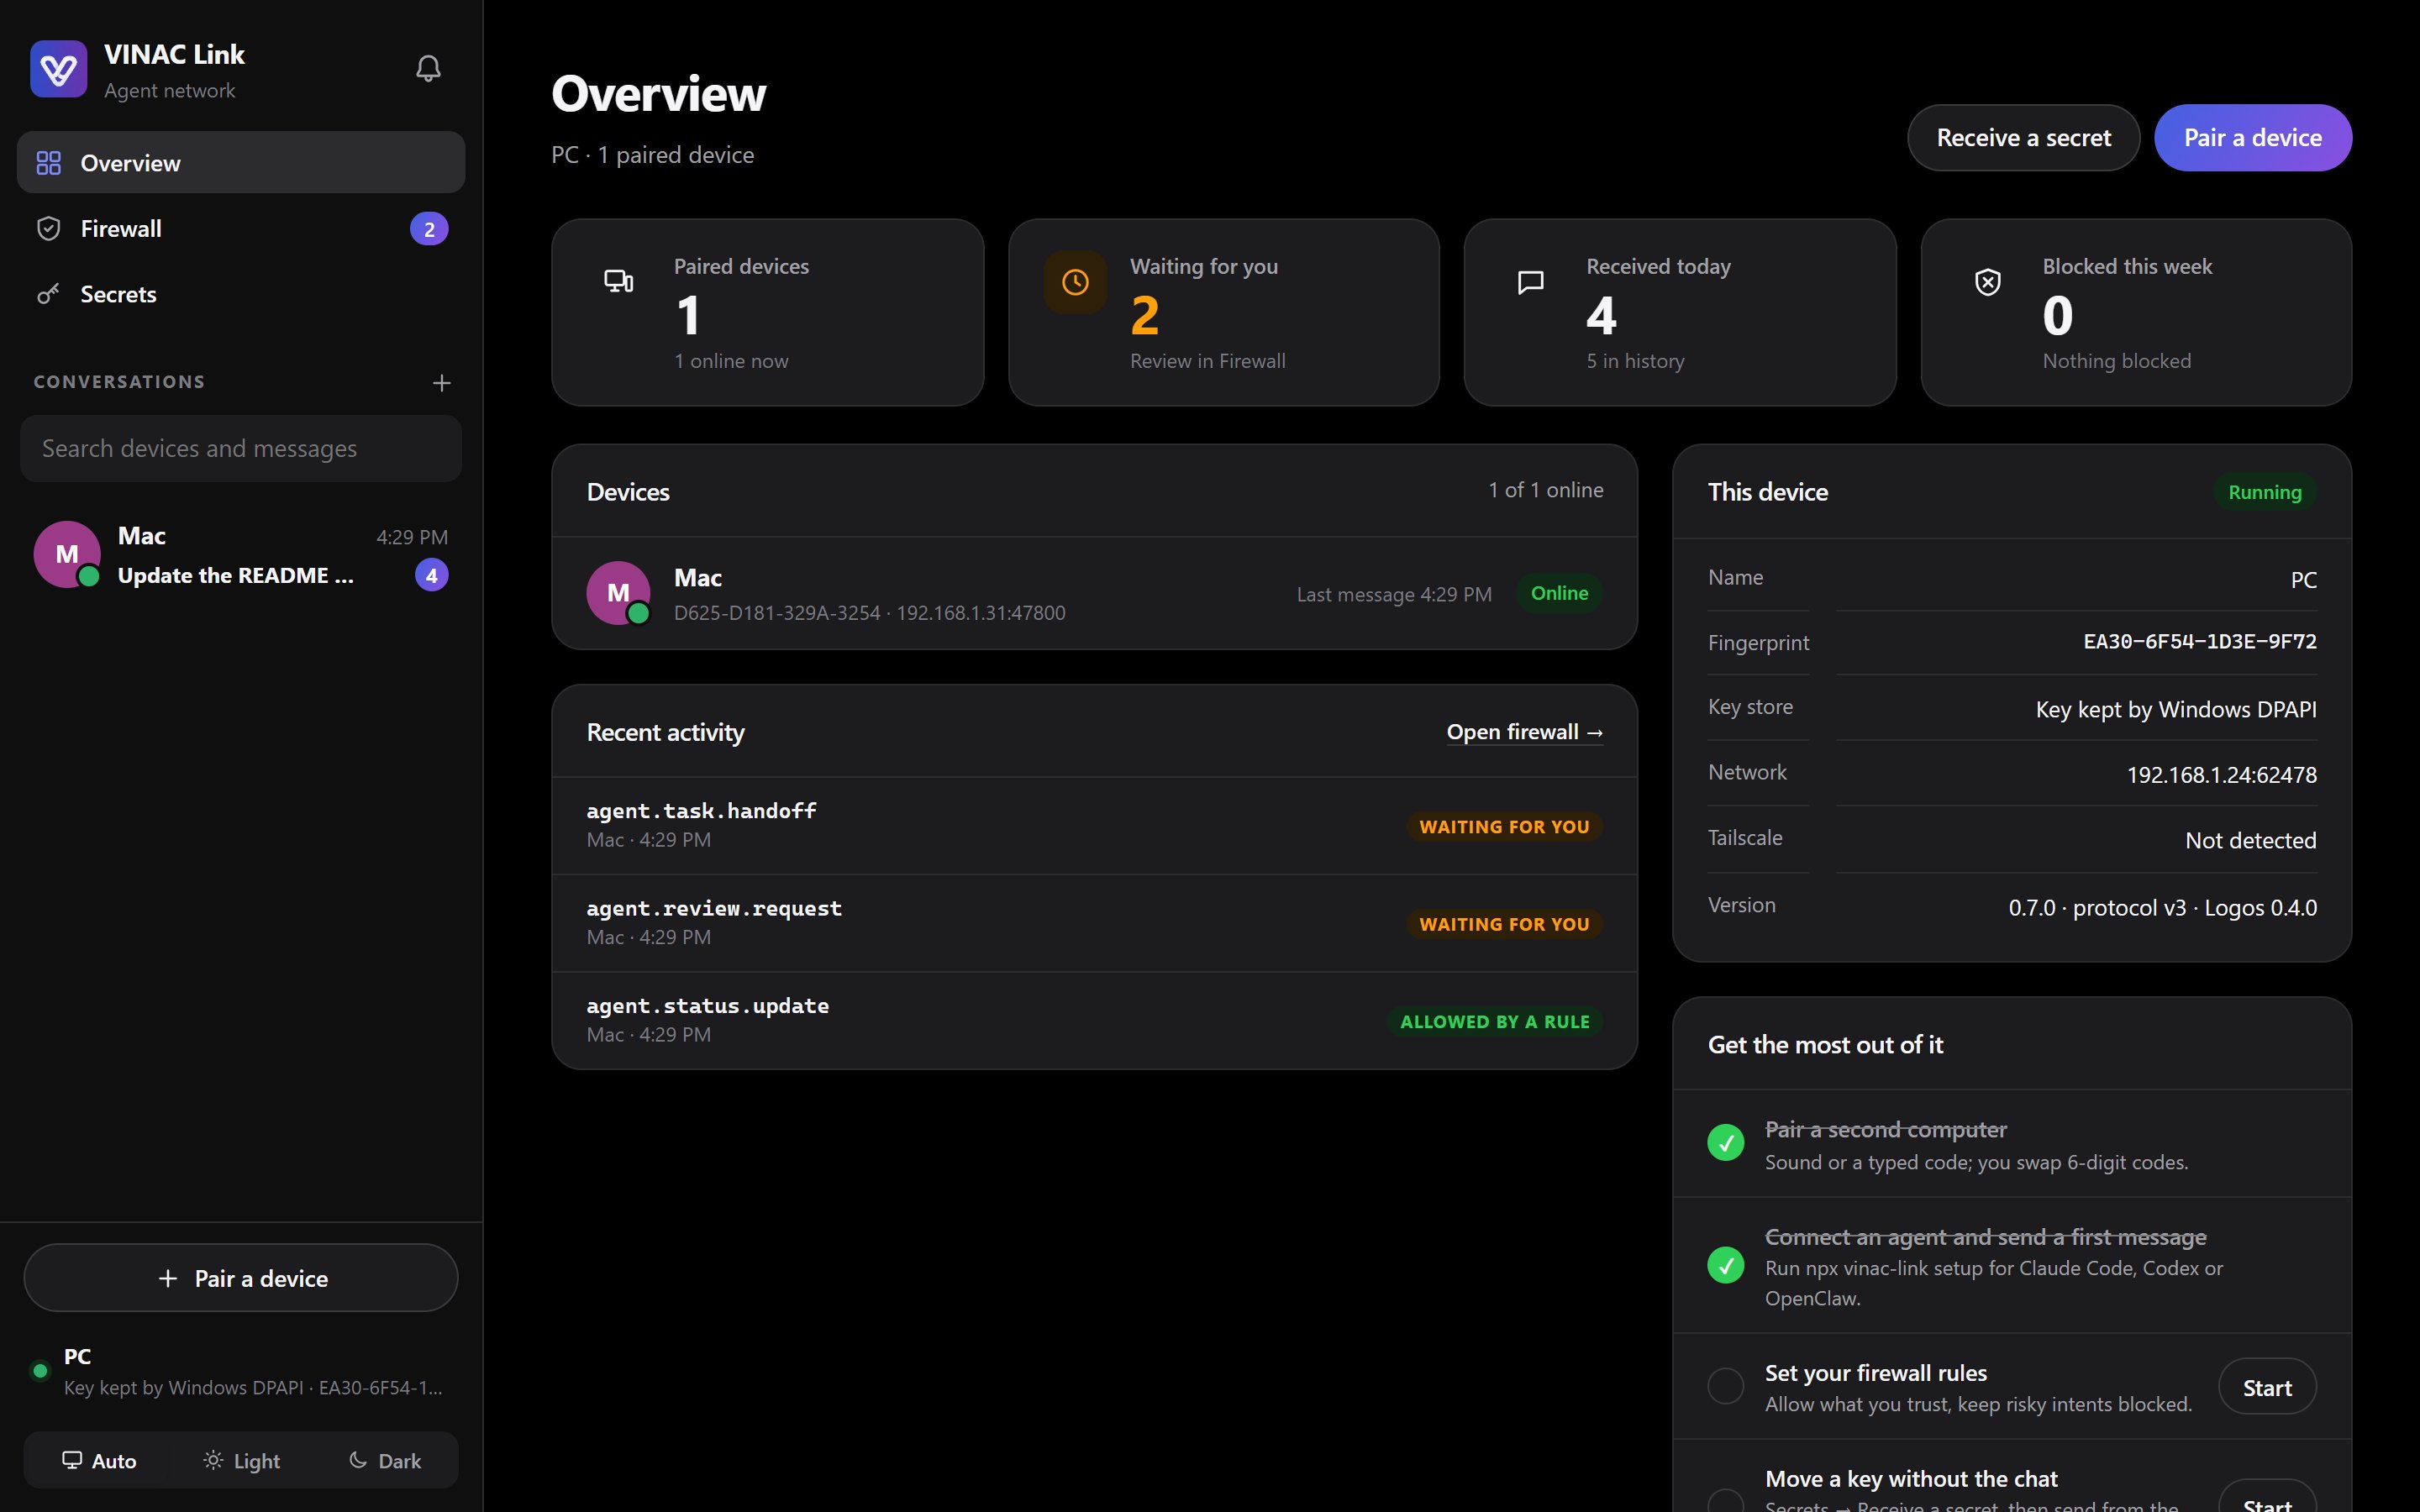 VINAC Link
Agent network
Overview
Firewall
2
Secrets
CONVERSATIONS
Search devices and messages
M
Mac
4:29 PM
Update the README ...
4
Pair a device
PC
Key kept by Windows DPAPI · EA30-6F54-1...
Auto
Light
Dark
Overview
PC · 1 paired device
Receive a secret
Pair a device
Paired devices
1
1 online now
Waiting for you
2
Review in Firewall
Received today
4
5 in history
Blocked this week
0
Nothing blocked
Devices
1 of 1 online
M
Mac
D625-D181-329A-3254 · 192.168.1.31:47800
Last message 4:29 PM
Online
Recent activity
Open firewall →
agent.task.handoff
Mac · 4:29 PM
WAITING FOR YOU
agent.review.request
Mac · 4:29 PM
WAITING FOR YOU
agent.status.update
Mac · 4:29 PM
ALLOWED BY A RULE
This device
Running
Name
PC
Fingerprint
EA30-6F54-1D3E-9F72
Key store
Key kept by Windows DPAPI
Network
192.168.1.24:62478
Tailscale
Not detected
Version
0.7.0 · protocol v3 · Logos 0.4.0
Get the most out of it
Pair a second computer
Sound or a typed code; you swap 6-digit codes.
Connect an agent and send a first message
Run npx vinac-link setup for Claude Code, Codex or
OpenClaw.
Set your firewall rules
Allow what you trust, keep risky intents blocked.
Start
Move a key without the chat
Secrets → Receive a secret, then send from the
Start